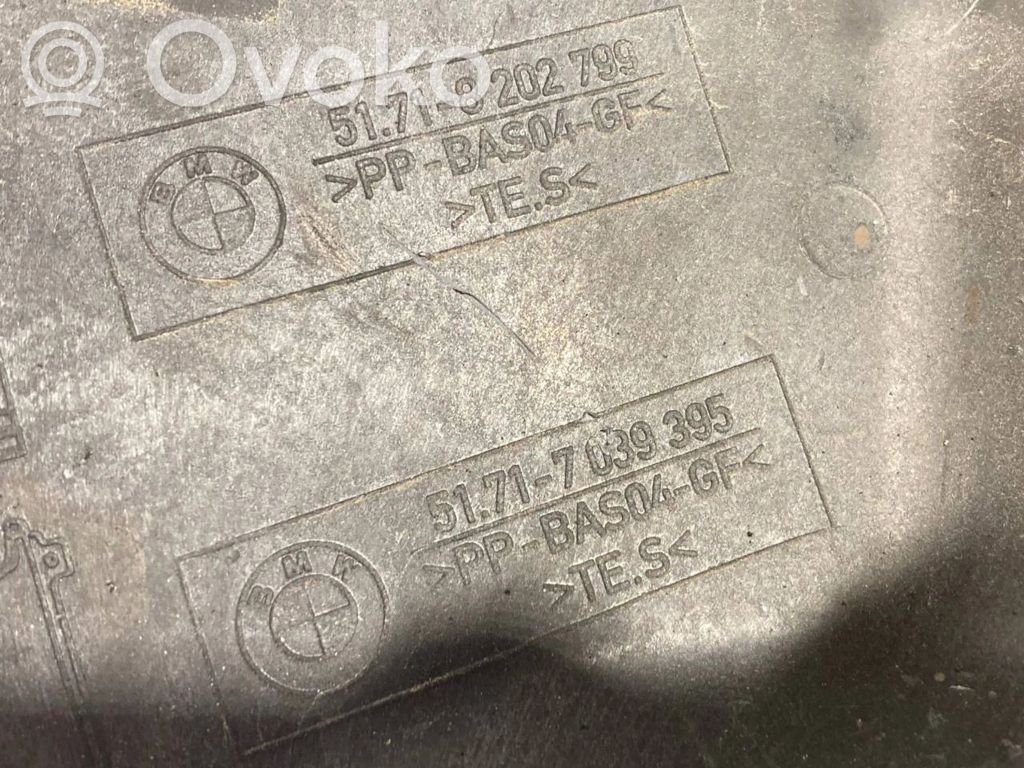 Ovoko
51.71-8 202 799
>PP-BAS04-GF<
>TE.S<
BMW
51.71-7 039 395
>PP-BAS04-GF<
>TE.S<
BMW